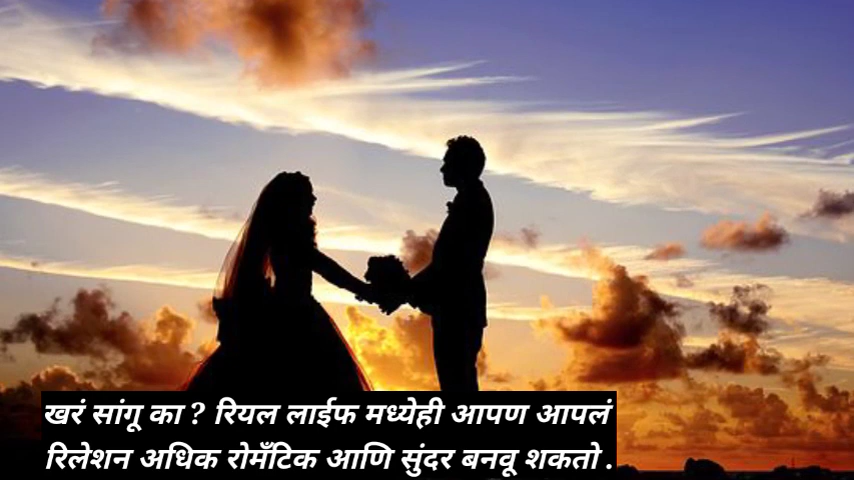 खरं सांगू का ? रियल लाईफ मध्येही आपण आपलं
रिलेशन अधिक रोमँटिक आणि सुंदर बनवू शकतो .